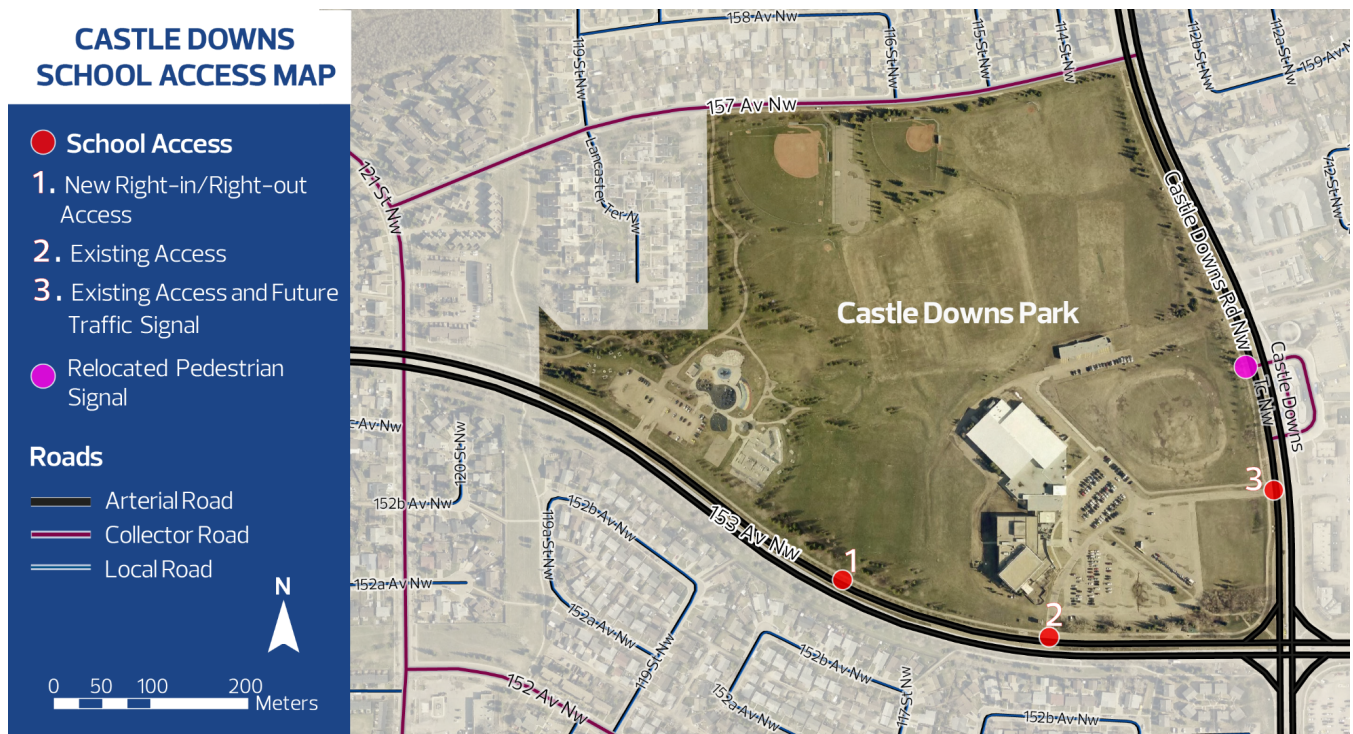 CASTLE DOWNS
SCHOOL ACCESS MAP
School Access
1. New Right-in/Right-out
Access
2. Existing Access
3. Existing Access and Future
Traffic Signal
Relocated Pedestrian
Signal
Roads
Arterial Road
Collector Road
Local Road
N
0 50 100 200
Meters
158 Av Nw
116 St Nw
116 St Nw
115 St Nw
114 St Nw
112b St Nw
112a St Nw
159 Av Nw
157 Av Nw
121 St Nw
Lancaster Ter Nw
112 St Nw
Castle Downs Rd Nw
Castle Downs Park
Castle Downs
Tc Nw
c Av Nw
120 St Nw
152b Av Nw
119a St Nw
152b Av Nw
153 Av Nw
3
1
2
152a Av Nw
152a Av Nw
119 St Nw
152b Av Nw
152 Av Nw
152a Av Nw
117 St Nw
152b Av Nw